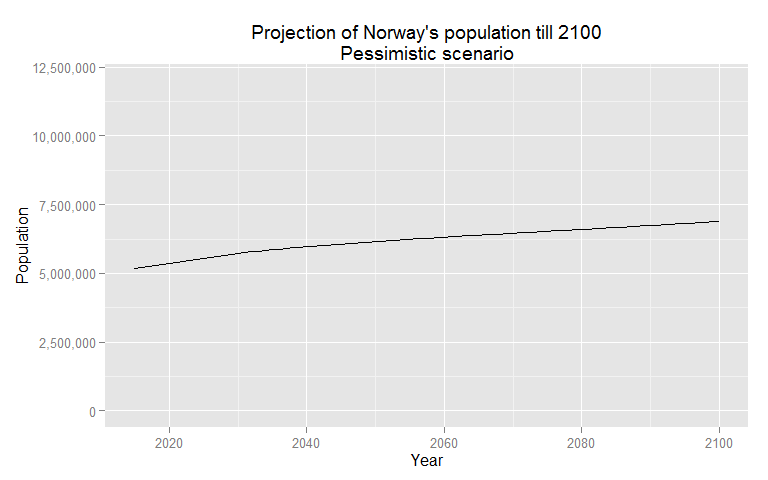 Projection of Norway's population till 2100
Pessimistic scenario
12,500,000
10,000,000
7,500,000
5,000,000
2,500,000
0
Population
2020 2040 2060 2080 2100
Year